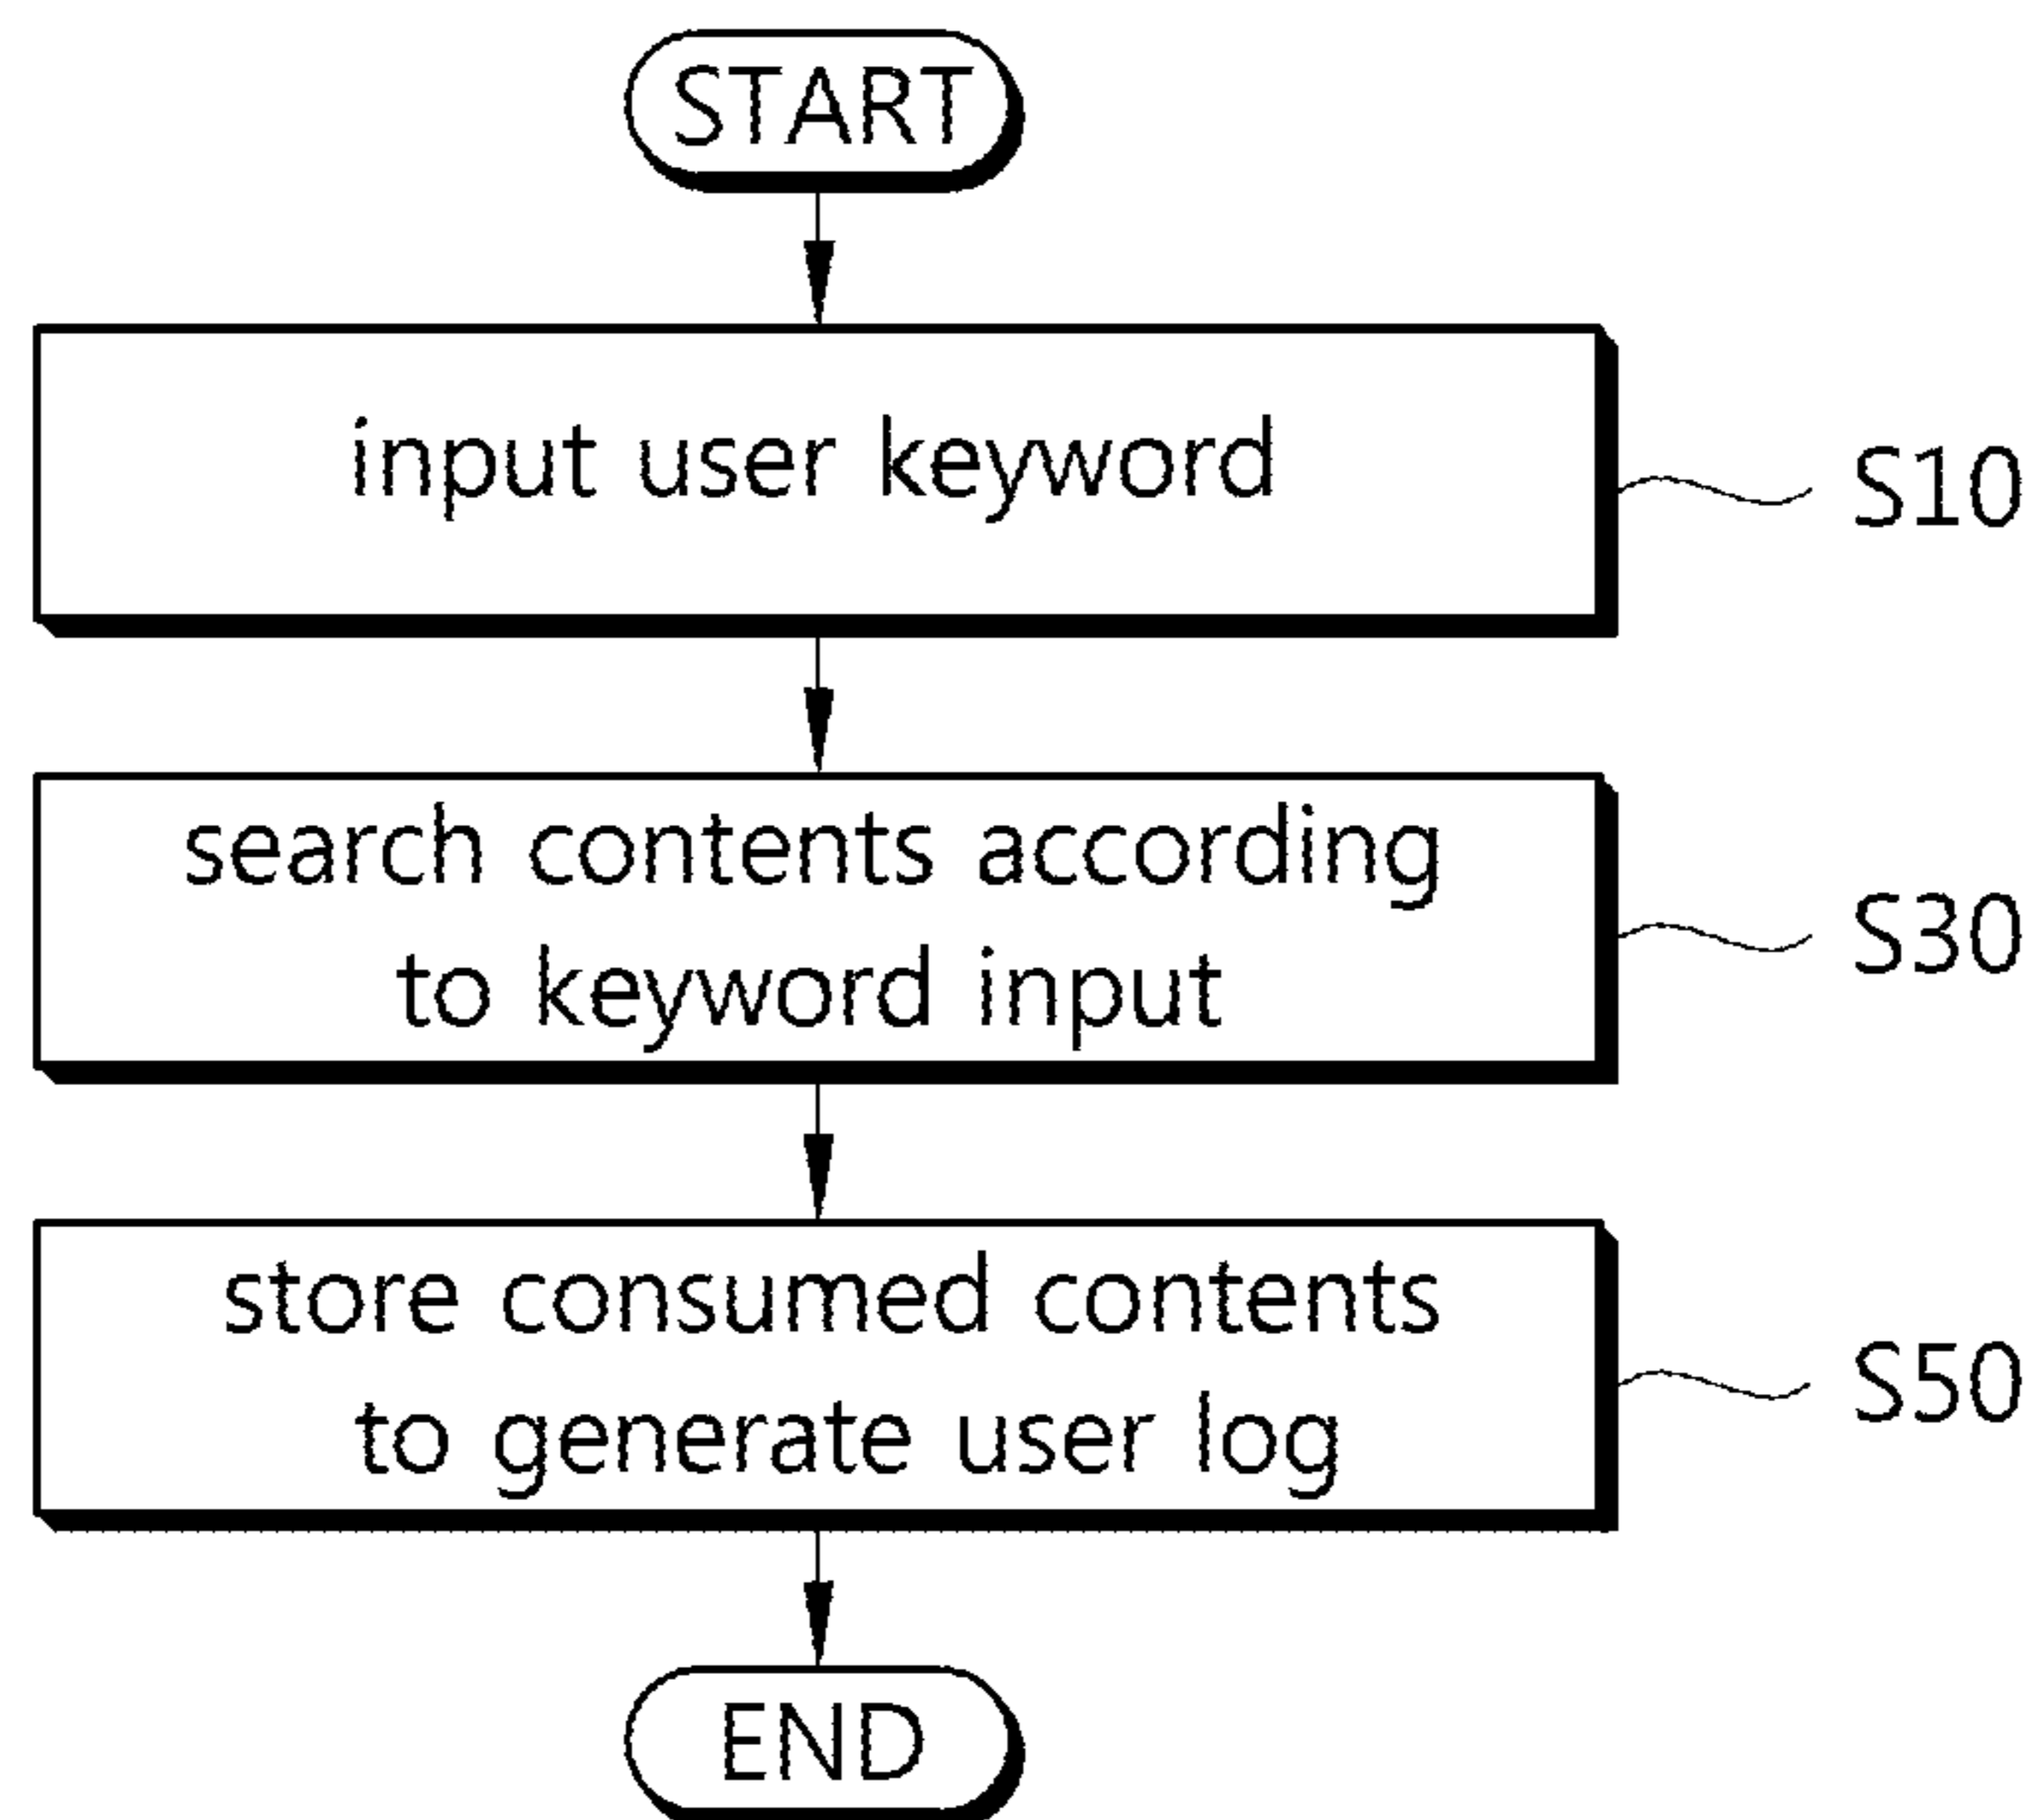 START
input user keyword
S10
search contents according
to keyword input
S30
store consumed contents
to generate user log
S50
END